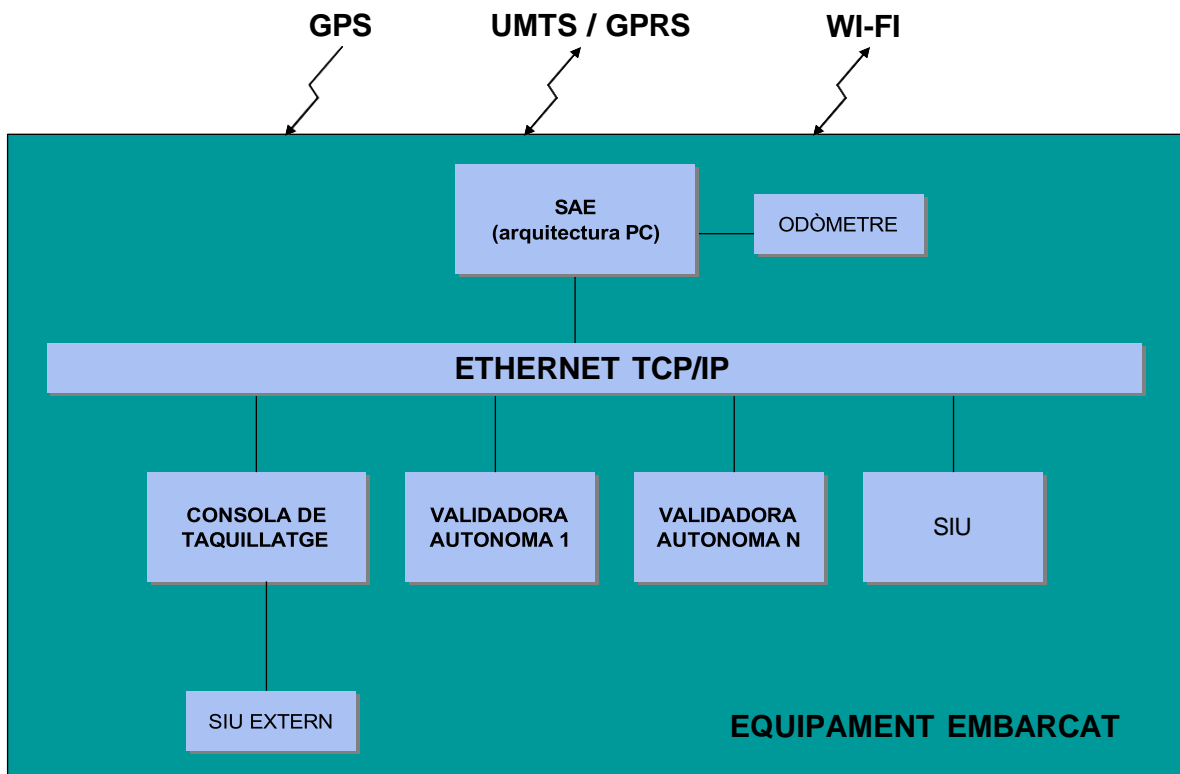 GPS
UMTS / GPRS
WI-FI
SAE
(arquitectura PC)
ODÒMETRE
ETHERNET TCP/IP
CONSOLA DE
TAQUILLATGE
VALIDADORA
AUTONOMA 1
VALIDADORA
AUTONOMA N
SIU
SIU EXTERN
EQUIPAMENT EMBARCAT